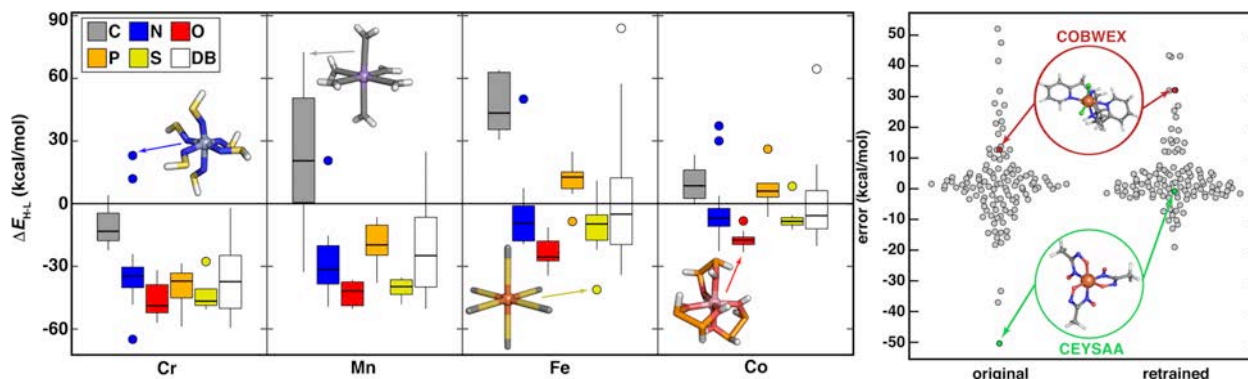 90
60
30
0
-30
-60
ΔE_H-L (kcal/mol)
C N O
P S DB
Cr Mn Fe Co
50
40
30
20
10
0
-10
-20
-30
-40
-50
error (kcal/mol)
COBWEX
CEYSAA
original retrained